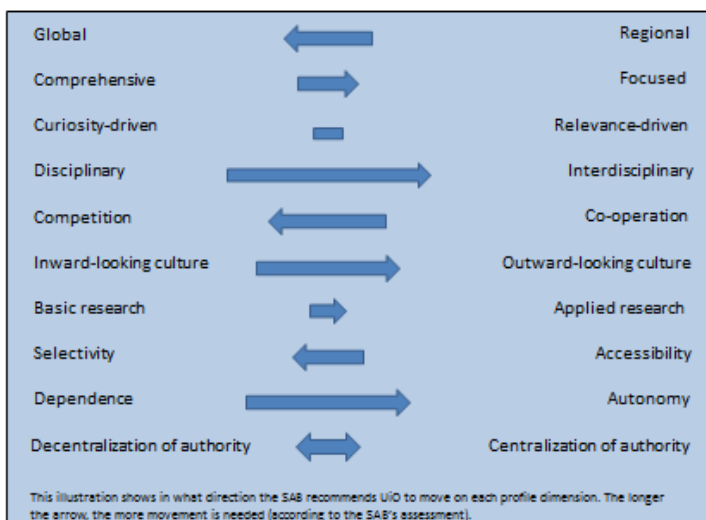 Global Regional
Comprehensive Focused
Curiosity-driven Relevance-driven
Disciplinary Interdisciplinary
Competition Co-operation
Inward-looking culture Outward-looking culture
Basic research Applied research
Selectivity Accessibility
Dependence Autonomy
Decentralization of authority Centralization of authority
This illustration shows in what direction the SAB recommends UiO to move on each profile dimension. The longer
the arrow, the more movement is needed (according to the SAB's assessment).